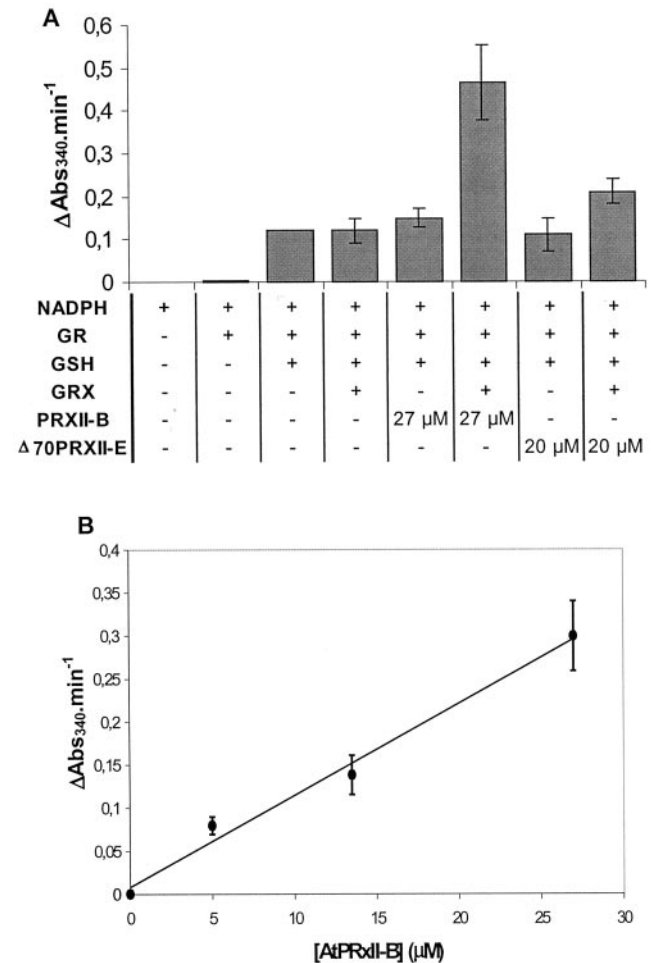 A
0,6
0,5
0,4
0,3
0,2
0,1
0
Δ Abs340.min-1
NADPH + + + + + + + +
GR - + + + + + + +
GSH - - + + + + + +
GRX - - - + - + - +
PRXII-B - - - - 27 µM 27 µM - -
Δ70PRXII-E - - - - - - 20 µM 20 µM
B
0,4
0,35
0,3
0,25
0,2
0,15
0,1
0,05
0
ΔAbs340.min-1
0 5 10 15 20 25 30
[AtPRxII-B] (µM)